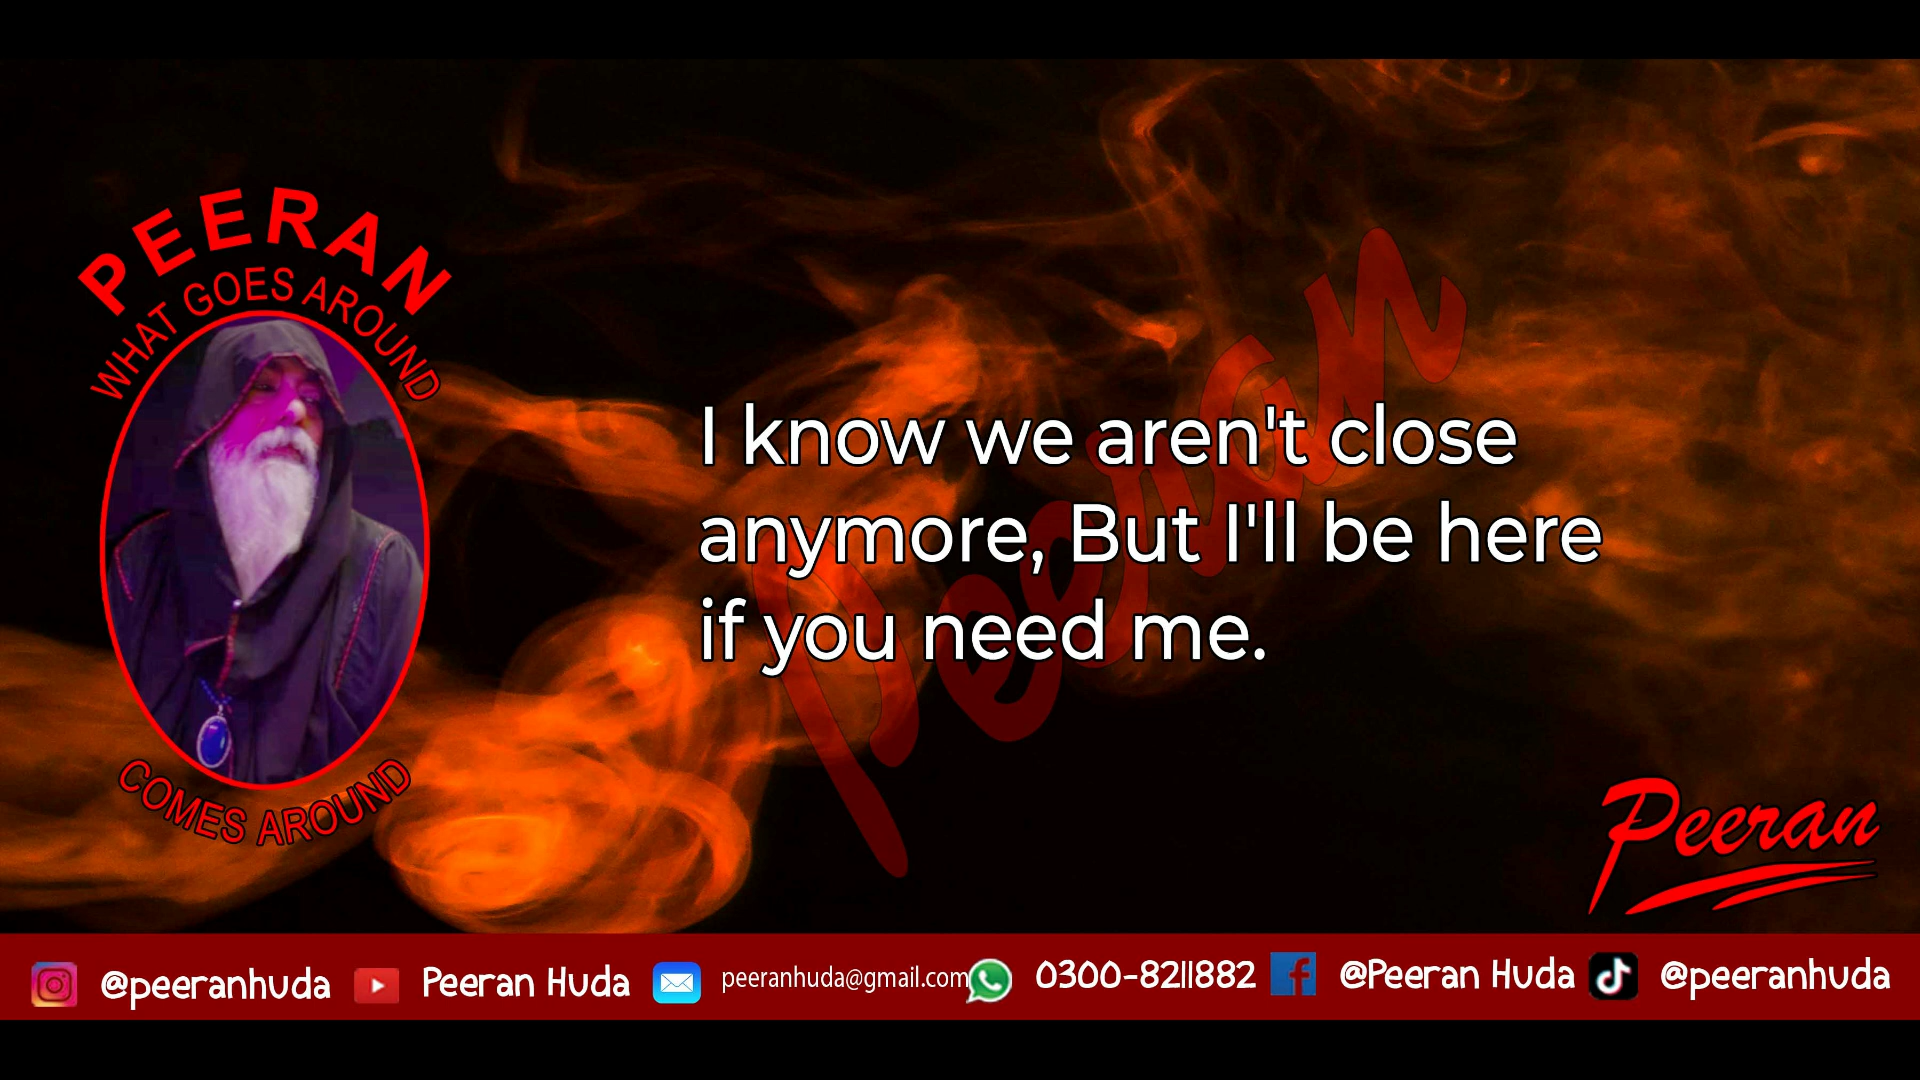 PEERAN
WHAT GOES AROUND
COMES AROUND
I know we aren't close
anymore, But I'll be here
if you need me.
Peeran
Peeran
@peeranhuda
Peeran Huda
peeranhuda@gmail.com
0300-8211882
@Peeran Huda
@peeranhuda